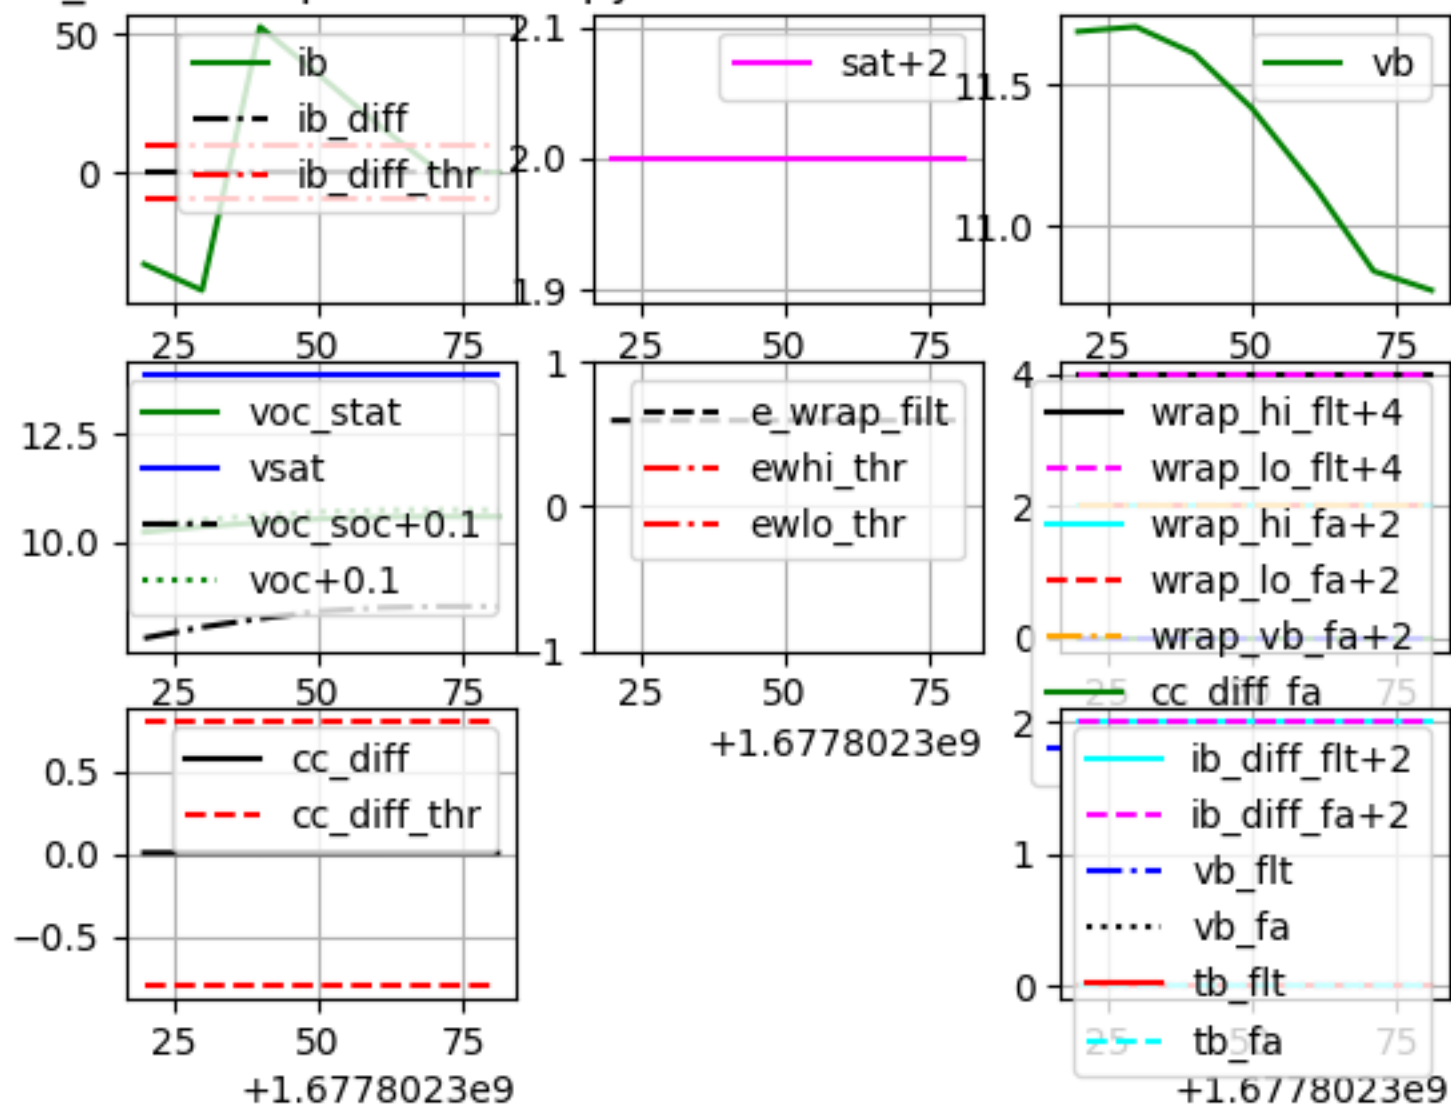 50
0
ib
ib_diff
ib_diff_thr
25 50 75
2.1
2.0
1.9
sat+2
25 50 75
11.5
11.0
vb
25 50 75
12.5
10.0
voc_stat
vsat
voc_soc+0.1
voc+0.1
25 50 75
1
0
−1
e_wrap_filt
ewhi_thr
ewlo_thr
25 50 75
+1.6778023e9
4
2
0
wrap_hi_flt+4
wrap_lo_flt+4
wrap_hi_fa+2
wrap_lo_fa+2
wrap_vb_fa+2
cc_diff_fa
25 75
0.5
0.0
−0.5
cc_diff
cc_diff_thr
25 50 75
+1.6778023e9
2
1
0
ib_diff_flt+2
ib_diff_fa+2
vb_flt
vb_fa
tb_flt
tb_fa
25 50 75
+1.6778023e9